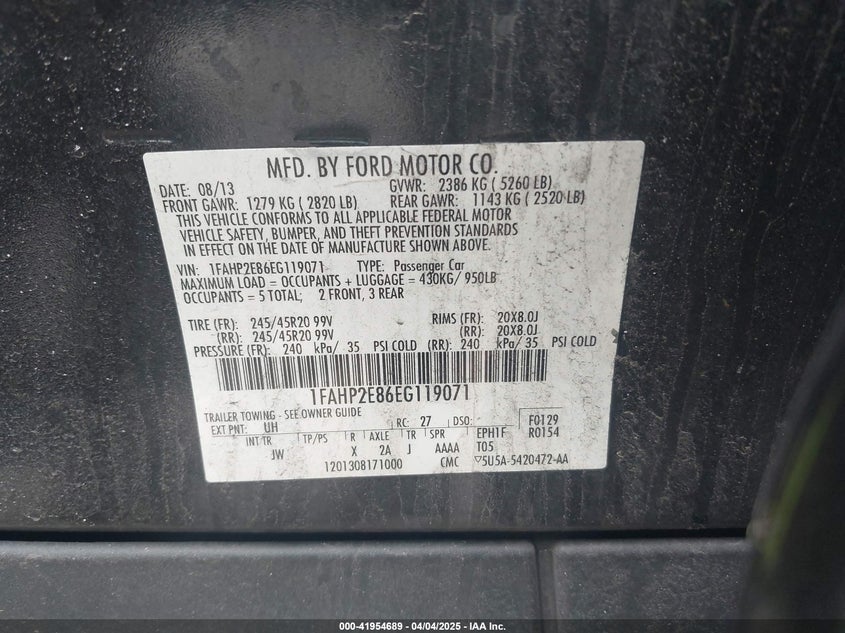 MFD. BY FORD MOTOR CO.
DATE: 08/13 GVWR: 2386 KG ( 5260 LB)
FRONT GAWR: 1279 KG ( 2820 LB) REAR GAWR: 1143 KG ( 2520 LB)
THIS VEHICLE CONFORMS TO ALL APPLICABLE FEDERAL MOTOR
VEHICLE SAFETY, BUMPER, AND THEFT PREVENTION STANDARDS
IN EFFECT ON THE DATE OF MANUFACTURE SHOWN ABOVE.
VIN: 1FAHP2E86EG119071 TYPE: Passenger Car
MAXIMUM LOAD = OCCUPANTS + LUGGAGE = 430KG/ 950LB
OCCUPANTS = 5 TOTAL; 2 FRONT, 3 REAR
TIRE (FR): 245/45R20 99V RIMS (FR): 20X8.0J
(RR): 245/45R20 99V (RR): 20X8.0J
PRESSURE (FR): 240 kPa/ 35 PSI COLD (RR): 240 kPa/ 35 PSI COLD
1FAHP2E86EG119071
TRAILER TOWING - SEE OWNER GUIDE
EXT PNT: UH RC: 27 DSO: F0129
INT TR TP/PS R AXLE TR SPR EPH1F R0154
JW X 2A J AAAA T05
1201308171000 CMC ▽5U5A-5420472-AA
000-41954689 - 04/04/2025 - IAA Inc.